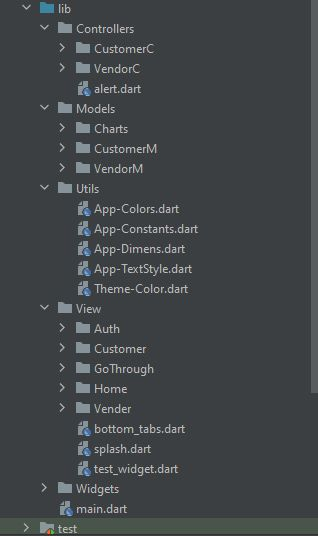 lib
Controllers
CustomerC
VendorC
alert.dart
Models
Charts
CustomerM
VendorM
Utils
App-Colors.dart
App-Constants.dart
App-Dimens.dart
App-TextStyle.dart
Theme-Color.dart
View
Auth
Customer
GoThrough
Home
Vender
bottom_tabs.dart
splash.dart
test_widget.dart
Widgets
main.dart
test